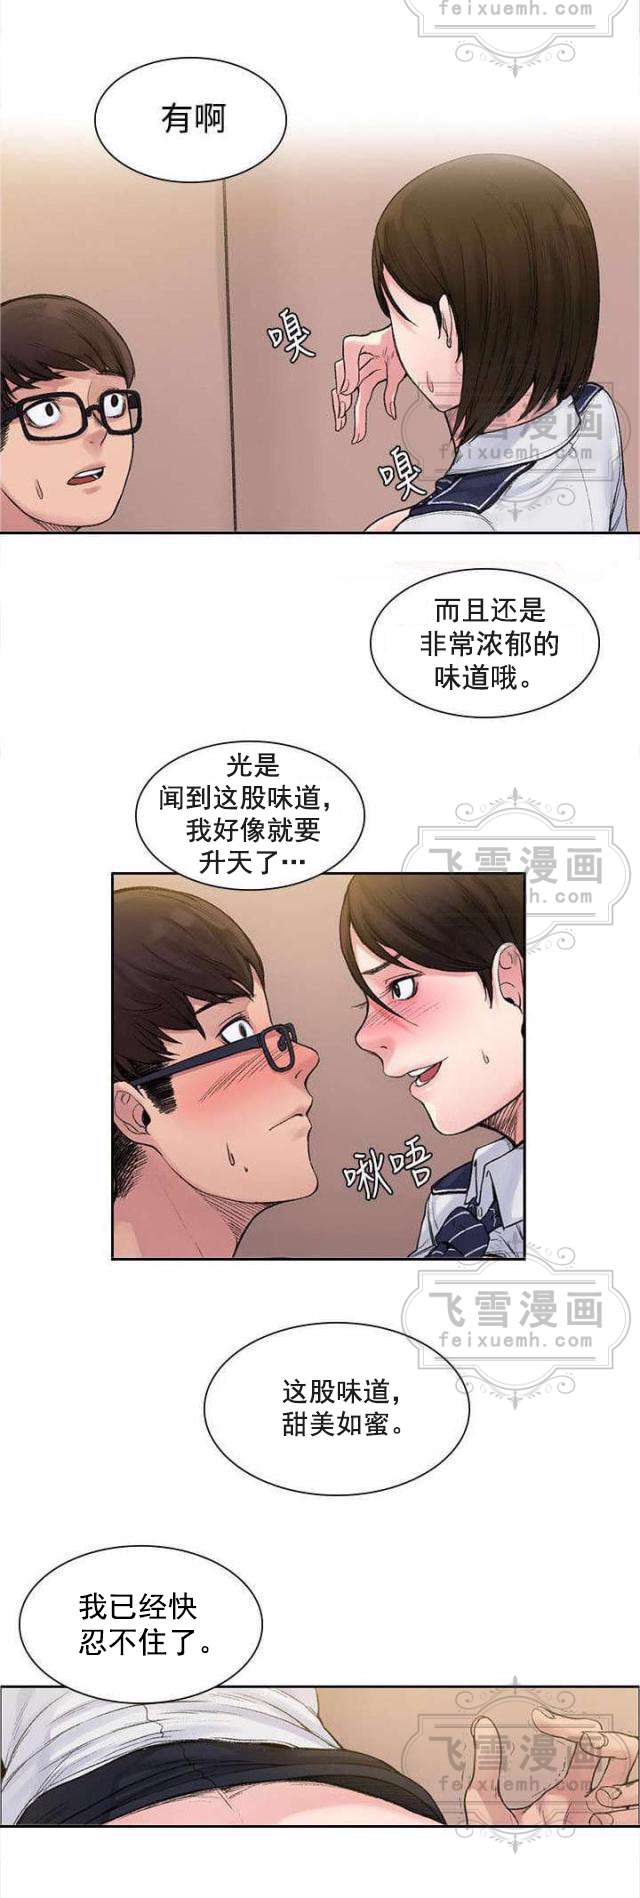 feixuemh.com
有啊
嗅
飞雪漫画
feixuemh.com
嗅
而且还是
非常浓郁的
味道哦。
光是
闻到这股味道，
我好像就要
升天了…
飞雪漫画
feixuemh.com
啾唔
飞雪漫画
feixuemh.com
这股味道，
甜美如蜜。
我已经快
忍不住了。
飞雪漫画
feixuemh.com